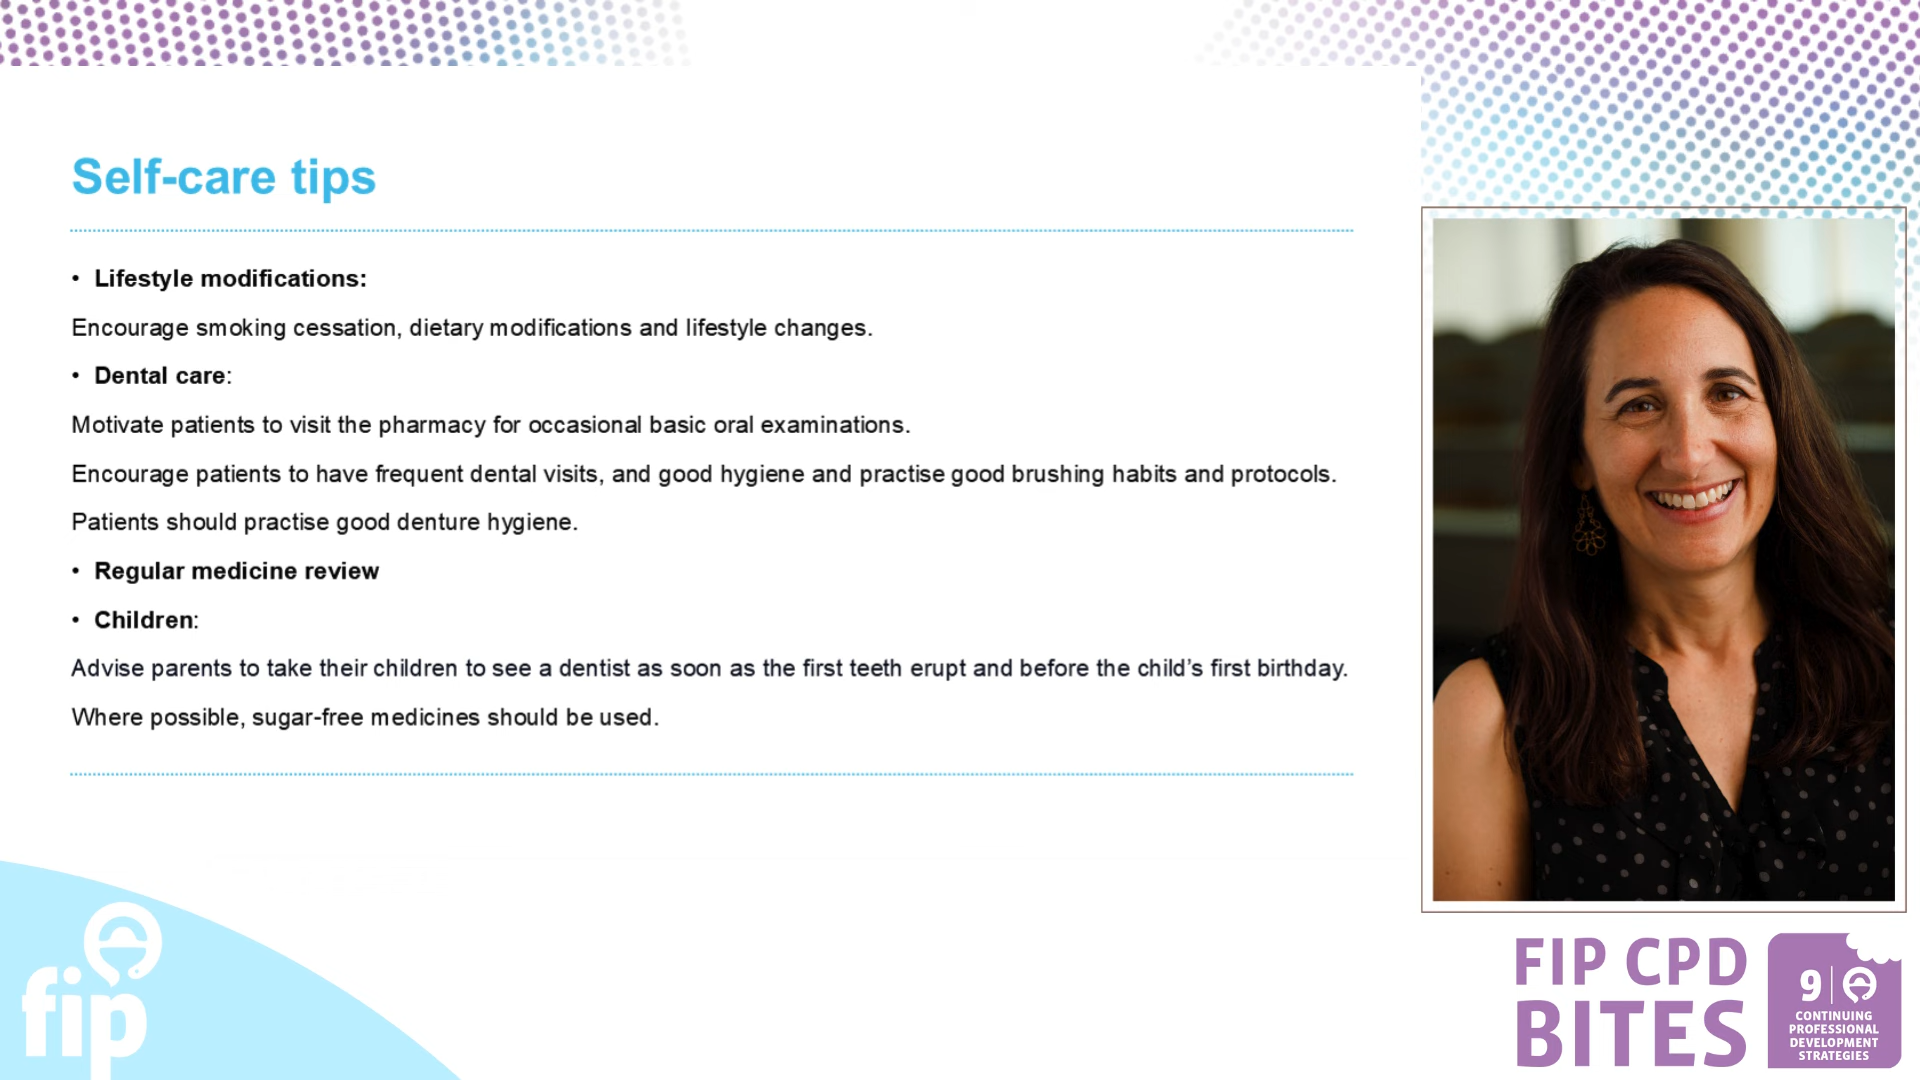 Self-care tips
• Lifestyle modifications:
Encourage smoking cessation, dietary modifications and lifestyle changes.
• Dental care:
Motivate patients to visit the pharmacy for occasional basic oral examinations.
Encourage patients to have frequent dental visits, and good hygiene and practise good brushing habits and protocols.
Patients should practise good denture hygiene.
• Regular medicine review
• Children:
Advise parents to take their children to see a dentist as soon as the first teeth erupt and before the child’s first birthday.
Where possible, sugar-free medicines should be used.
fip
FIP CPD
BITES
9
CONTINUING
PROFESSIONAL
DEVELOPMENT
STRATEGIES